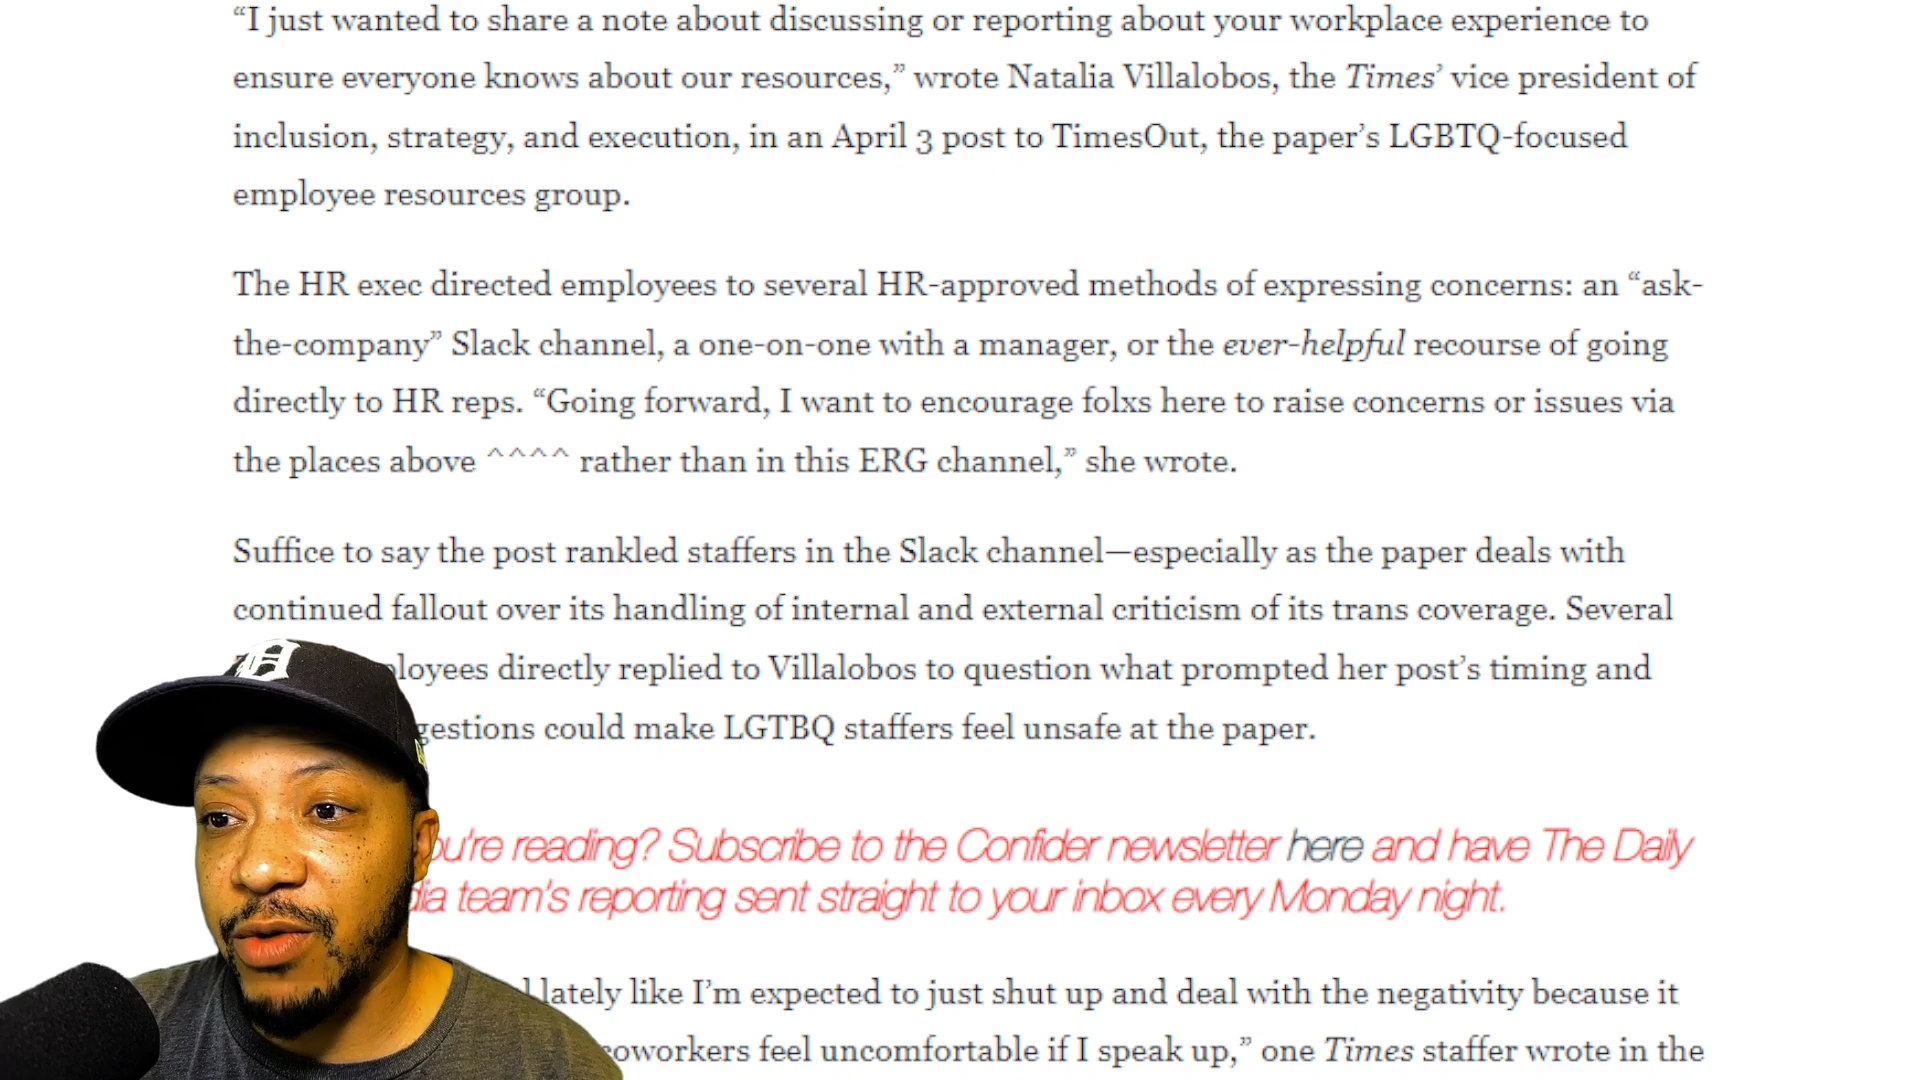 “I just wanted to share a note about discussing or reporting about your workplace experience to
ensure everyone knows about our resources,” wrote Natalia Villalobos, the Times’ vice president of
inclusion, strategy, and execution, in an April 3 post to TimesOut, the paper’s LGBTQ-focused
employee resources group.
The HR exec directed employees to several HR-approved methods of expressing concerns: an “ask-
the-company” Slack channel, a one-on-one with a manager, or the ever-helpful recourse of going
directly to HR reps. “Going forward, I want to encourage folxs here to raise concerns or issues via
the places above ^^^^ rather than in this ERG channel,” she wrote.
Suffice to say the post rankled staffers in the Slack channel—especially as the paper deals with
continued fallout over its handling of internal and external criticism of its trans coverage. Several
directly replied to Villalobos to question what prompted her post’s timing and
could make LGTBQ staffers feel unsafe at the paper.
reading? Subscribe to the Confider newsletter here and have The Daily
team's reporting sent straight to your inbox every Monday night.
lately like I’m expected to just shut up and deal with the negativity because it
coworkers feel uncomfortable if I speak up,” one Times staffer wrote in the